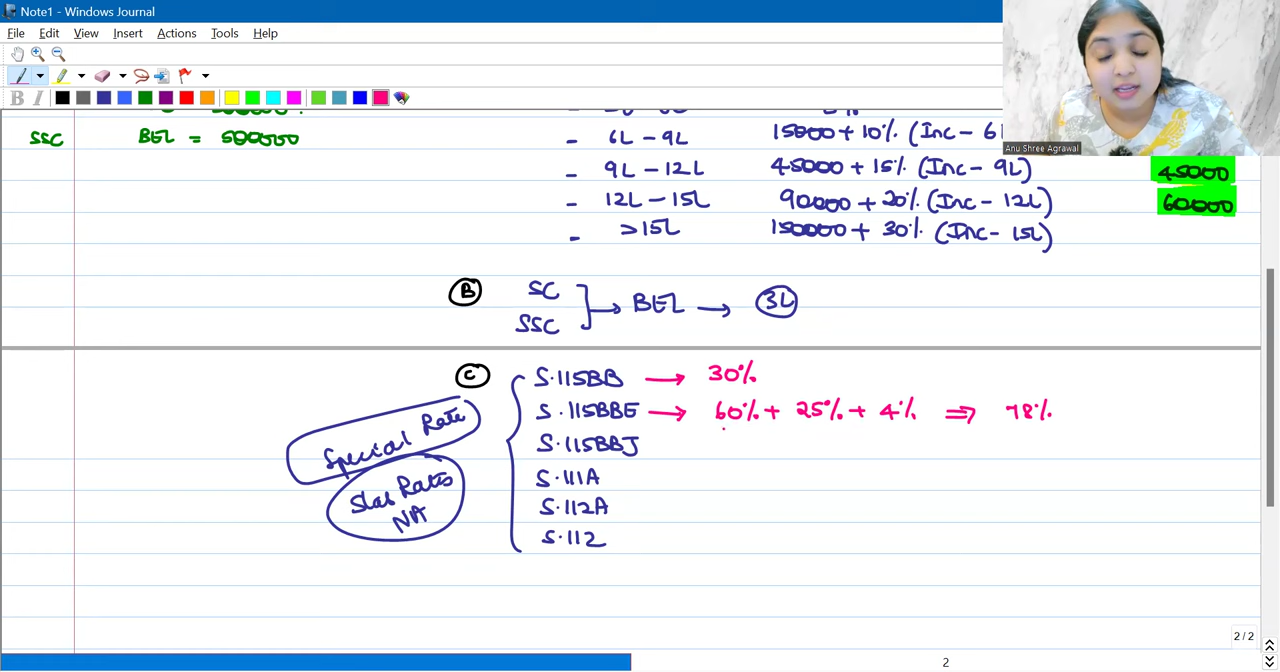 Note1 - Windows Journal
File Edit View Insert Actions Tools Help
B I
Anu Shree Agrawal
SSC BEL = 500000
- 6L - 9L 15000 + 10% (Inc - 6L
- 9L - 12L 45000 + 15% (Inc - 9L) 45000
- 12L - 15L 90000 + 20% (Inc - 12L) 60000
- >15L 150000 + 30% (Inc - 15L)
B SC
SSC → BEL → 3L
C S.115BB → 30%
S.115BBE → 60% + 25% + 4% ⇒ 78%
Special Rate
S.115BBJ
Slab Rates
NA
S.111A
S.112A
S.112
2/2
2